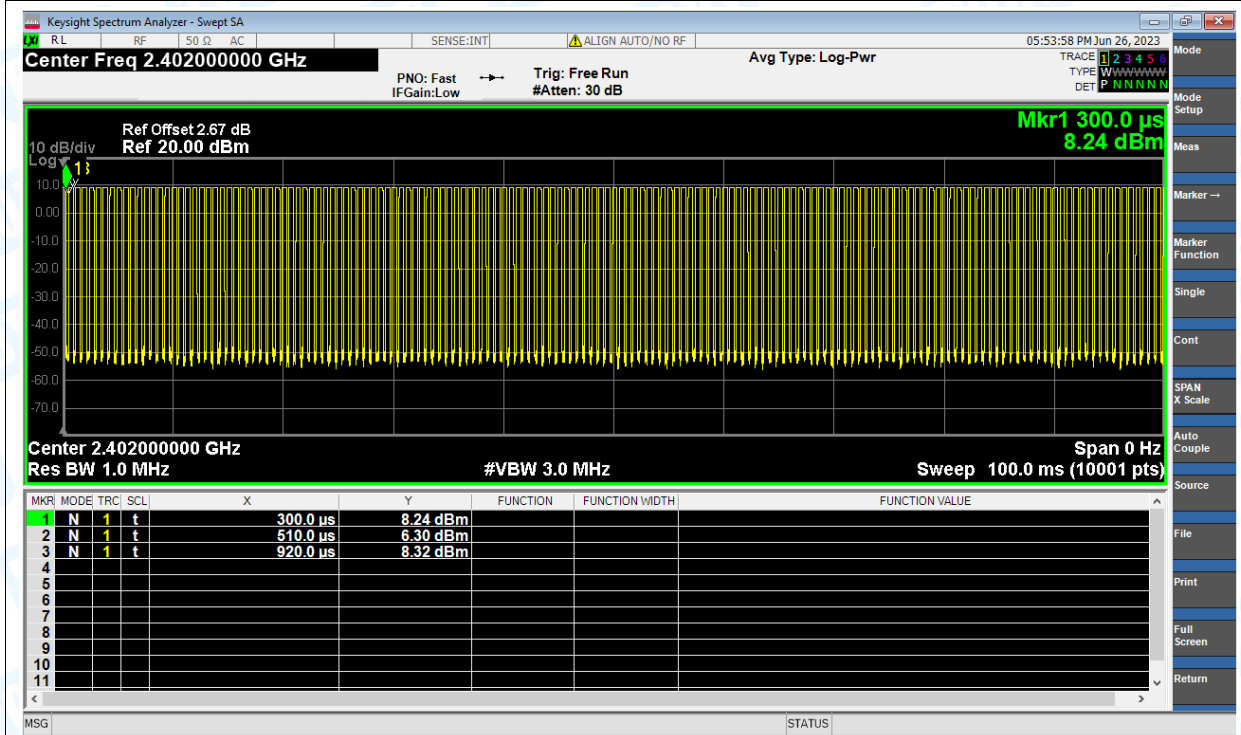 Keysight Spectrum Analyzer - Swept SA
LXI RL RF 50 Ω AC SENSE:INT ALIGN AUTO/NO RF 05:53:58 PM Jun 26, 2023
Center Freq 2.402000000 GHz
Avg Type: Log-Pwr
TRACE 1 2 3 4 5 6
PNO: Fast Trig: Free Run
TYPE WWWWWW
IFGain:Low #Atten: 30 dB
DET P N N N N N
Ref Offset 2.67 dB
10 dB/div Ref 20.00 dBm
Mkr1 300.0 µs
8.24 dBm
Log
1 3
10.0
0.00
-10.0
-20.0
-30.0
-40.0
-50.0
-60.0
-70.0
Center 2.402000000 GHz Span 0 Hz
Res BW 1.0 MHz #VBW 3.0 MHz Sweep 100.0 ms (10001 pts)
MKR MODE TRC SCL X Y FUNCTION FUNCTION WIDTH FUNCTION VALUE
1 N 1 t 300.0 µs 8.24 dBm
2 N 1 t 510.0 µs 6.30 dBm
3 N 1 t 920.0 µs 8.32 dBm
4
5
6
7
8
9
10
11
MSG STATUS
Mode
Mode
Setup
Meas
Marker →
Marker
Function
Single
Cont
SPAN
X Scale
Auto
Couple
Source
File
Print
Full
Screen
Return